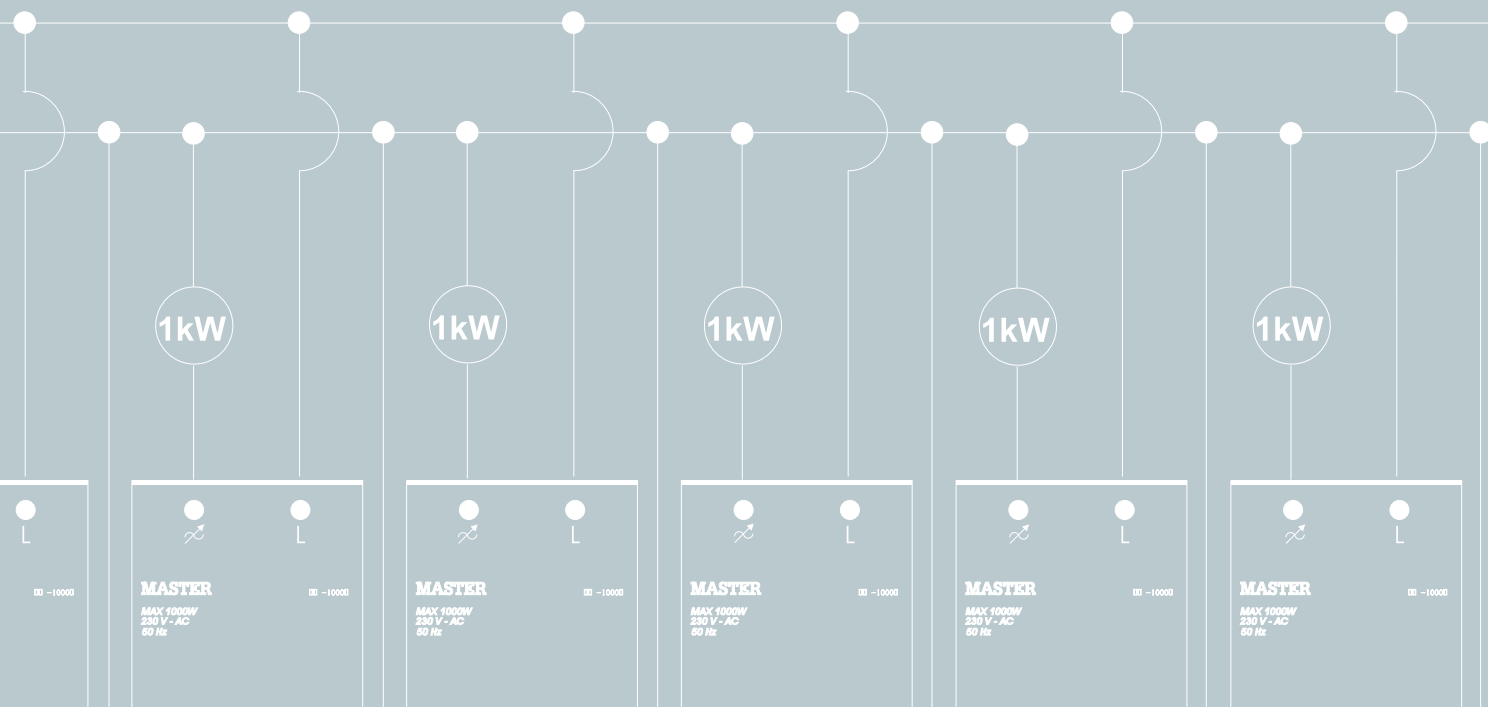 1kW 1kW 1kW 1kW 1kW
L L L L L L
MASTER MASTER MASTER MASTER MASTER
MAX 1000W MAX 1000W MAX 1000W MAX 1000W MAX 1000W
230 V - AC 230 V - AC 230 V - AC 230 V - AC 230 V - AC
50 Hz 50 Hz 50 Hz 50 Hz 50 Hz